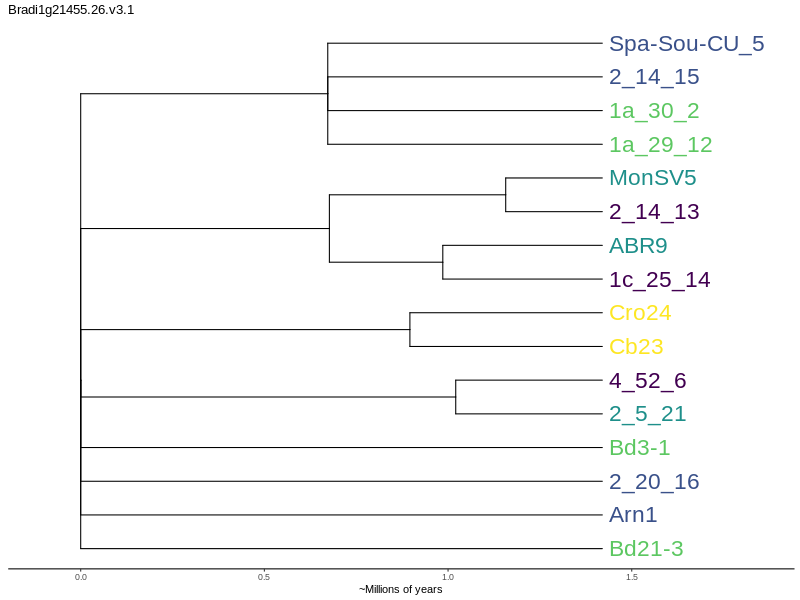 Bradi1g21455.26.v3.1
Spa-Sou-CU_5
2_14_15
1a_30_2
1a_29_12
MonSV5
2_14_13
ABR9
1c_25_14
Cro24
Cb23
4_52_6
2_5_21
Bd3-1
2_20_16
Arn1
Bd21-3
0.0 0.5 1.0 1.5
~Millions of years